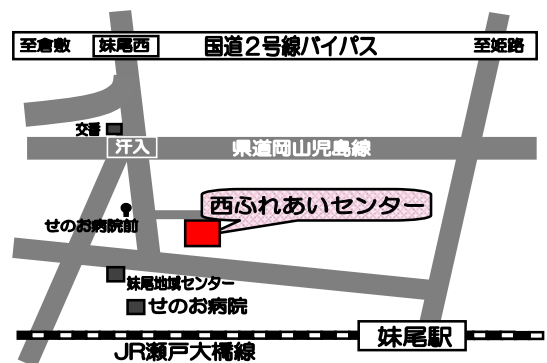 至倉敷
妹尾西
国道2号線バイパス
至姫路
交番
汗入
県道岡山児島線
西ふれあいセンター
せのお病院前
妹尾地域センター
せのお病院
妹尾駅
JR瀬戸大橋線